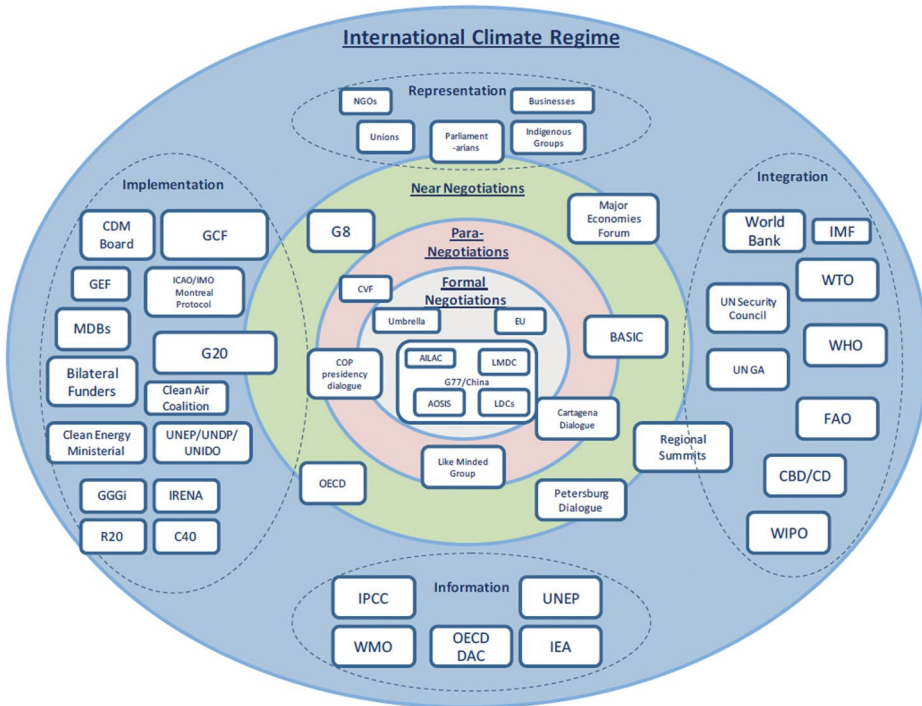 International Climate Regime
Representation
NGOs
Businesses
Unions
Parliament
-arians
Indigenous
Groups
Implementation
CDM
Board
GCF
GEF
ICAO/IMO
Montreal
Protocol
MDBs
G20
Bilateral
Funders
Clean Air
Coalition
Clean Energy
Ministerial
UNEP/UNDP/
UNIDO
GGGi
IRENA
R20
C40
Near Negotiations
G8
Major
Economies
Forum
BASIC
OECD
Petersburg
Dialogue
Regional
Summits
Para-
Negotiations
CVF
COP
presidency
dialogue
Cartagena
Dialogue
Like Minded
Group
Formal
Negotiations
Umbrella
EU
AILAC
LMDC
G77/China
AOSIS
LDCs
Integration
World
Bank
IMF
WTO
UN Security
Council
WHO
UN GA
FAO
CBD/CD
WIPO
Information
IPCC
UNEP
WMO
OECD
DAC
IEA